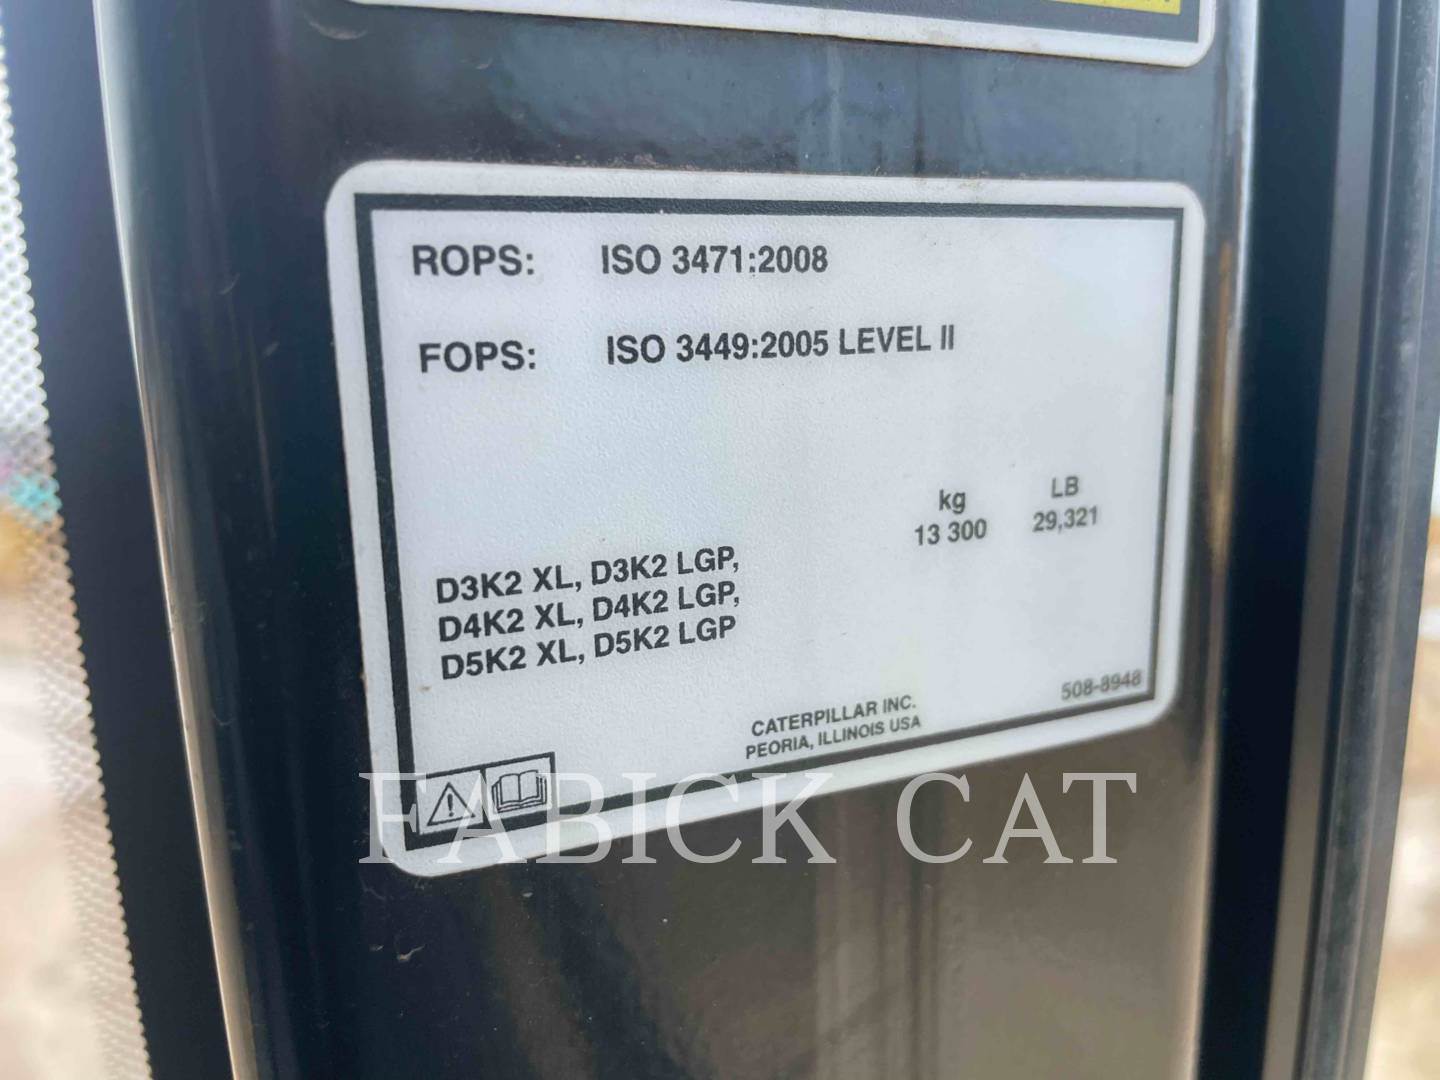 ROPS: ISO 3471:2008
FOPS: ISO 3449:2005 LEVEL II
kg LB
13 300 29,321
D3K2 XL, D3K2 LGP,
D4K2 XL, D4K2 LGP,
D5K2 XL, D5K2 LGP
508-8948
CATERPILLAR INC.
PEORIA, ILLINOIS USA
FABICK CAT